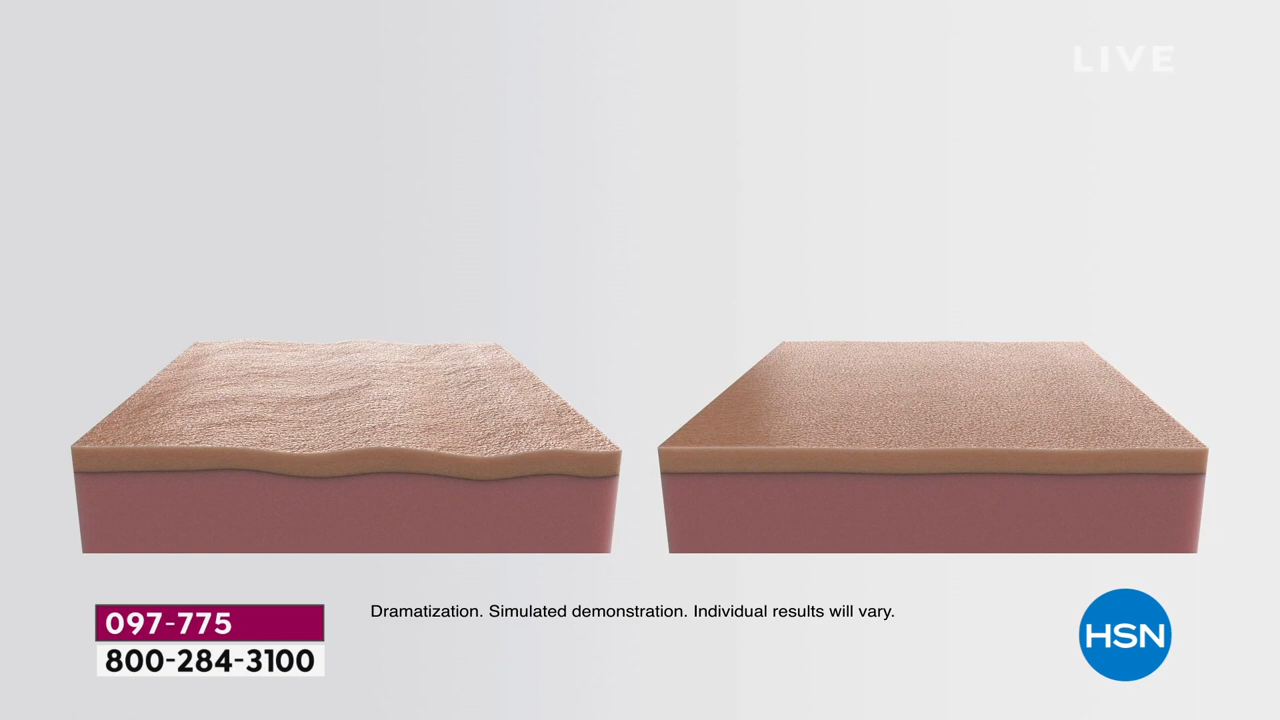 LIVE
097-775
Dramatization. Simulated demonstration. Individual results will vary.
800-284-3100
HSN